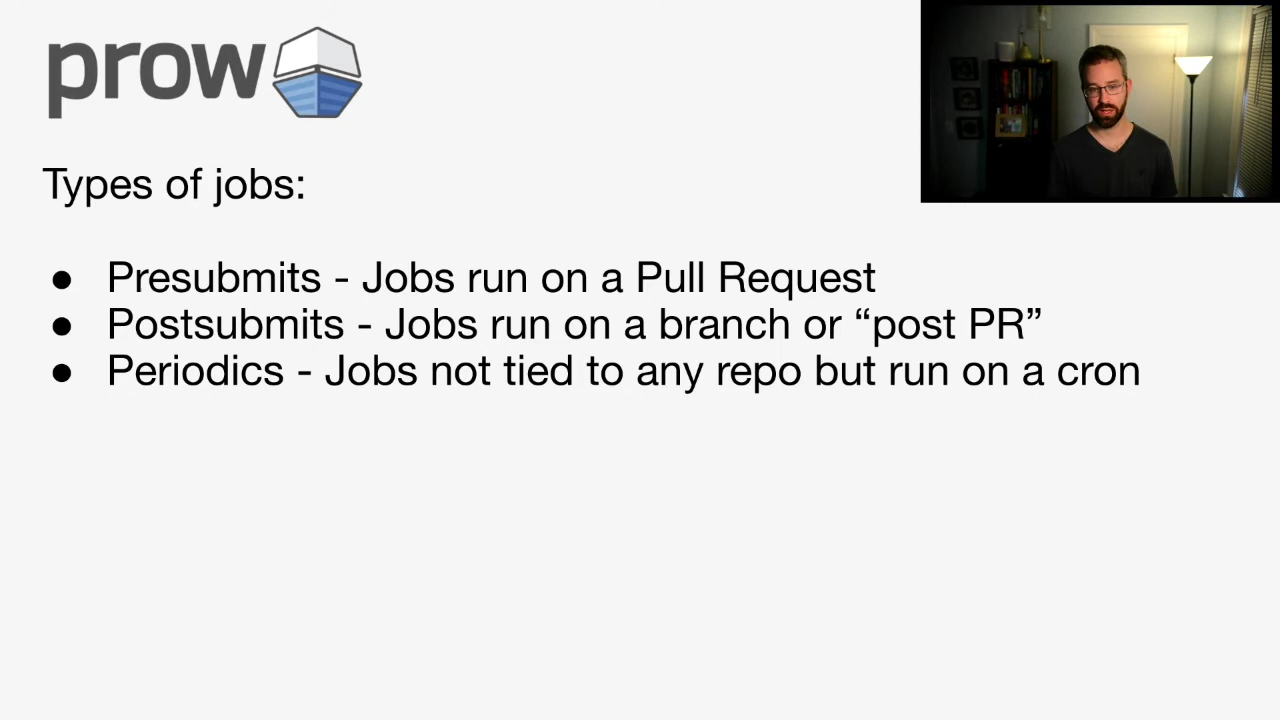 prow
Types of jobs:
● Presubmits - Jobs run on a Pull Request
● Postsubmits - Jobs run on a branch or “post PR”
● Periodics - Jobs not tied to any repo but run on a cron